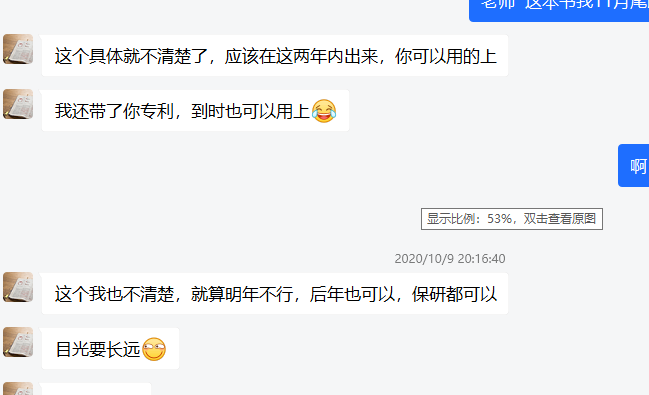 老师 这本书我11月尾
这个具体就不清楚了，应该在这两年内出来，你可以用的上
我还带了你专利，到时也可以用上
啊
显示比例：53%，双击查看原图
2020/10/9 20:16:40
这个我也不清楚，就算明年不行，后年也可以，保研都可以
目光要长远